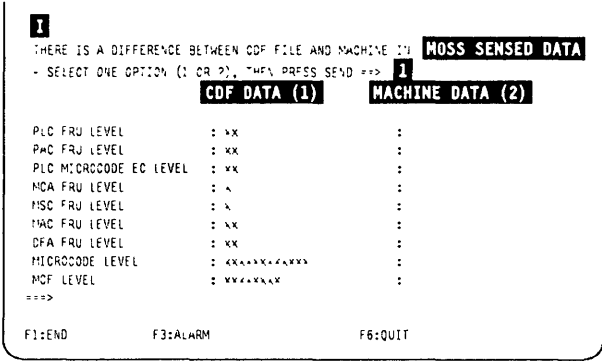 I
THERE IS A DIFFERENCE BETWEEN CDF FILE AND MACHINE IN MOSS SENSED DATA
- SELECT ONE OPTION (1 OR 2), THEN PRESS SEND ==> 1
CDF DATA (1) MACHINE DATA (2)
PLC FRU LEVEL : xx :
PAC FRU LEVEL : xx :
PLC MICROCODE EC LEVEL : xx :
MCA FRU LEVEL : x :
MSC FRU LEVEL : x :
MAC FRU LEVEL : xx :
DFA FRU LEVEL : xx :
MICROCODE LEVEL : :
MCF LEVEL : :
===>
F1:END F3:ALARM F6:QUIT